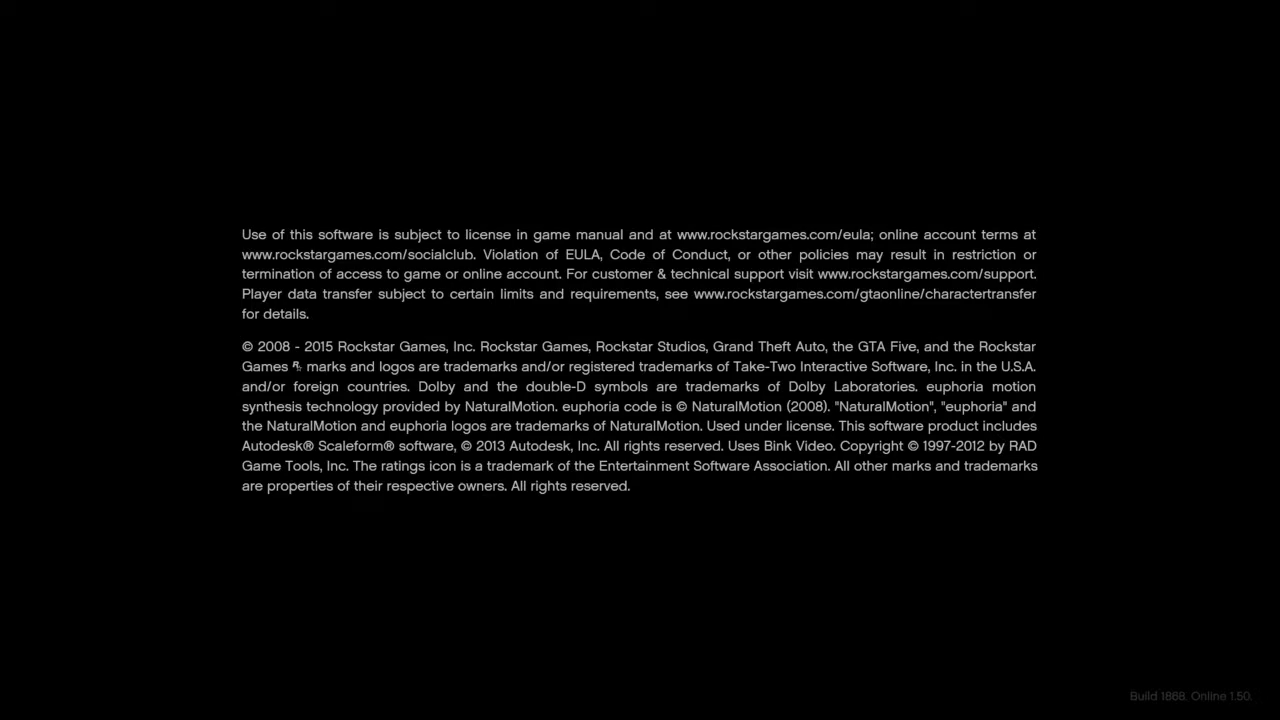 Use of this software is subject to license in game manual and at www.rockstargames.com/eula; online account terms at
www.rockstargames.com/socialclub. Violation of EULA, Code of Conduct, or other policies may result in restriction or
termination of access to game or online account. For customer & technical support visit www.rockstargames.com/support.
Player data transfer subject to certain limits and requirements, see www.rockstargames.com/gtaonline/charactertransfer
for details.
© 2008 - 2015 Rockstar Games, Inc. Rockstar Games, Rockstar Studios, Grand Theft Auto, the GTA Five, and the Rockstar
Games R* marks and logos are trademarks and/or registered trademarks of Take-Two Interactive Software, Inc. in the U.S.A.
and/or foreign countries. Dolby and the double-D symbols are trademarks of Dolby Laboratories. euphoria motion
synthesis technology provided by NaturalMotion. euphoria code is © NaturalMotion (2008). "NaturalMotion", "euphoria" and
the NaturalMotion and euphoria logos are trademarks of NaturalMotion. Used under license. This software product includes
Autodesk® Scaleform® software, © 2013 Autodesk, Inc. All rights reserved. Uses Bink Video. Copyright © 1997-2012 by RAD
Game Tools, Inc. The ratings icon is a trademark of the Entertainment Software Association. All other marks and trademarks
are properties of their respective owners. All rights reserved.
Build 1868. Online 1.50.